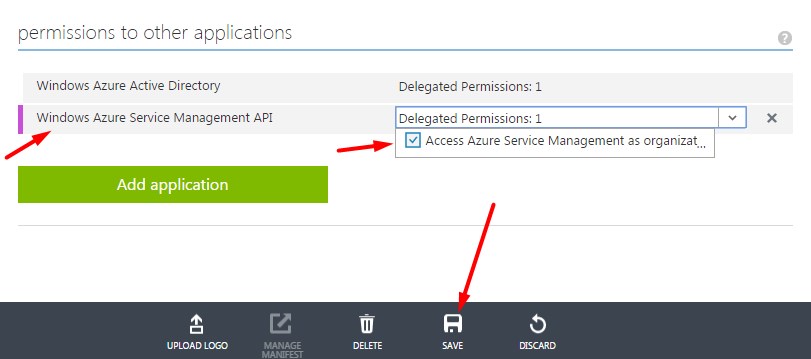 permissions to other applications
?
Windows Azure Active Directory Delegated Permissions: 1
Windows Azure Service Management API Delegated Permissions: 1
Access Azure Service Management as organizat...
Add application
UPLOAD LOGO
MANAGE
MANIFEST
DELETE
SAVE
DISCARD